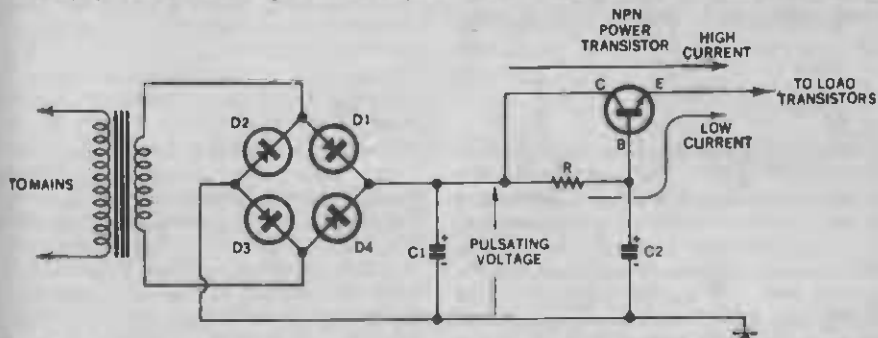 NPN
POWER
TRANSISTOR
HIGH
CURRENT
C
E
TO LOAD
TRANSISTORS
B
LOW
CURRENT
D2
D1
TO MAINS
R
D3
D4
C1
+
-
PULSATING
VOLTAGE
+
-
C2